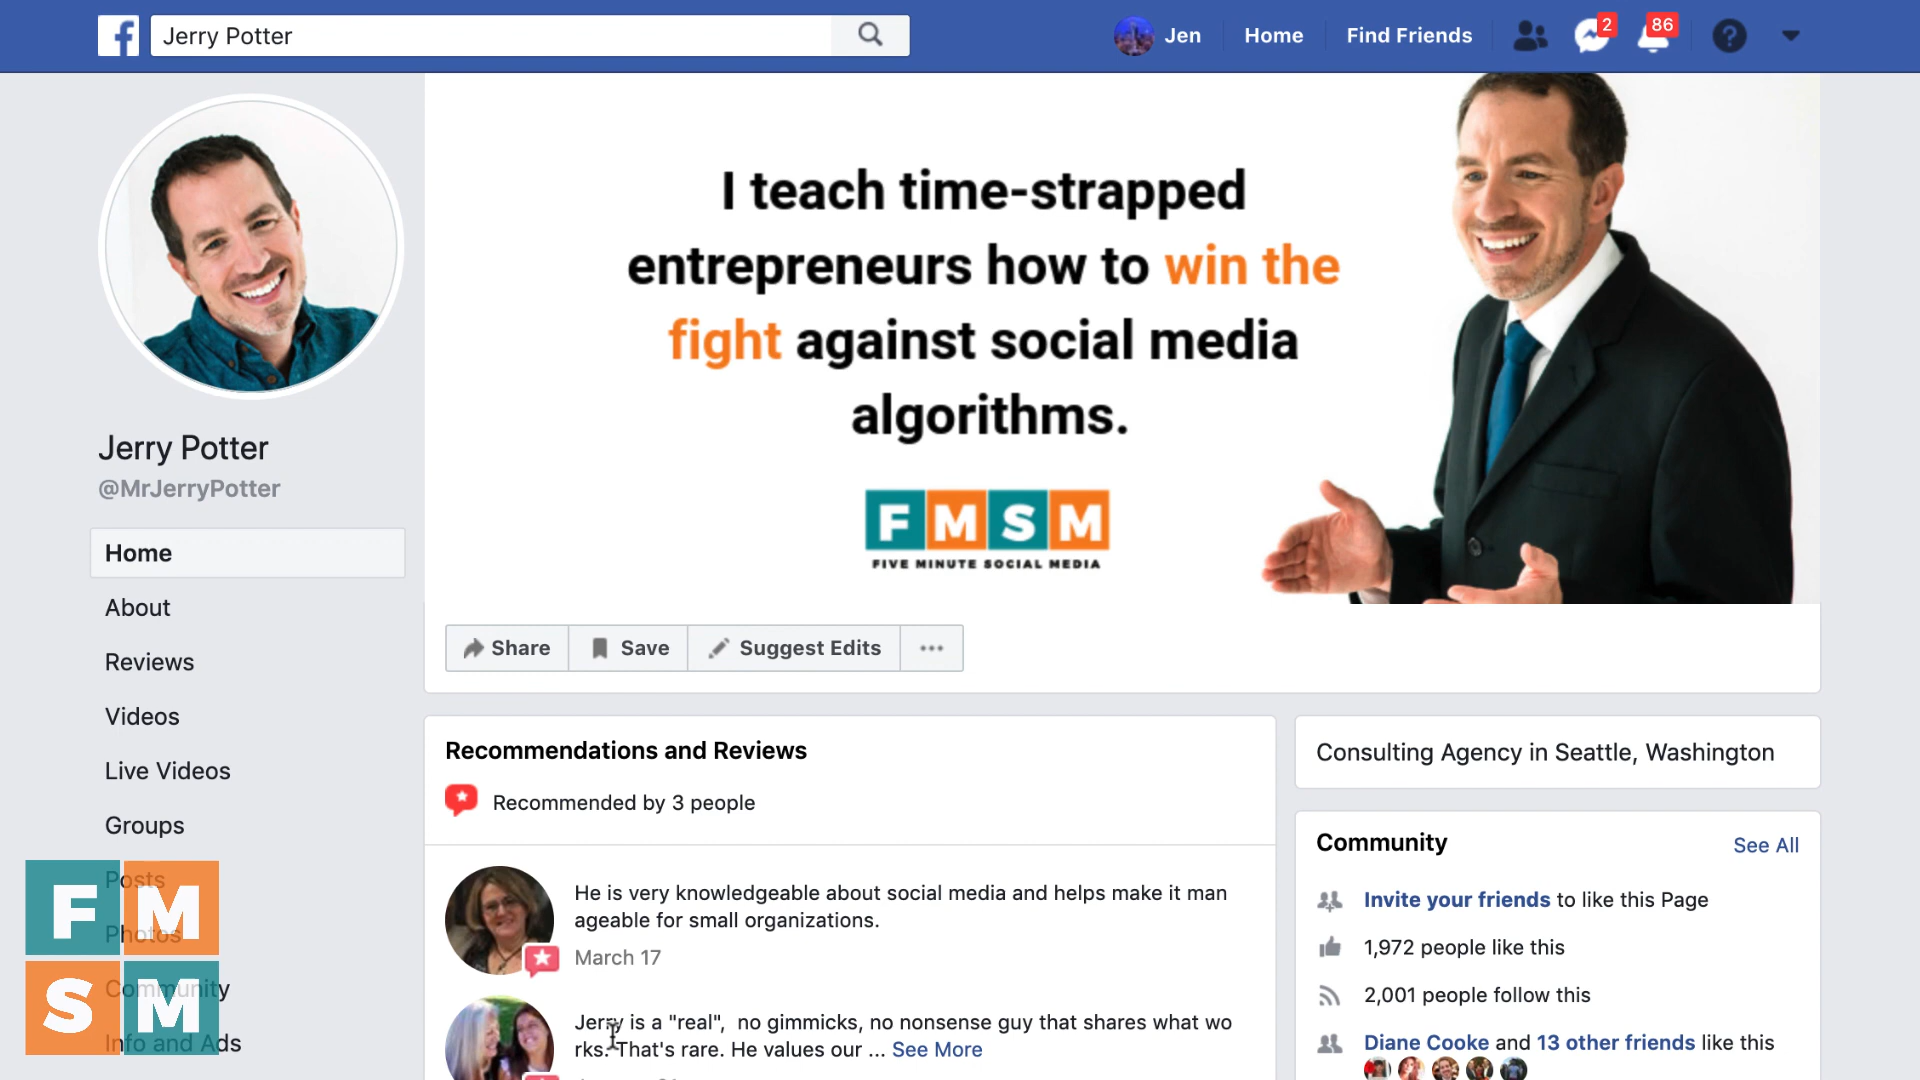 Jerry Potter
Jen
Home
Find Friends
2
86
I teach time-strapped
entrepreneurs how to win the
fight against social media
algorithms.
FMSM
FIVE MINUTE SOCIAL MEDIA
Jerry Potter
@MrJerryPotter
Home
About
Reviews
Videos
Live Videos
Groups
Posts
Photos
Community
Info and Ads
F M
S M
Share
Save
Suggest Edits
Recommendations and Reviews
Recommended by 3 people
He is very knowledgeable about social media and helps make it man
ageable for small organizations.
March 17
Jerry is a "real", no gimmicks, no nonsense guy that shares what wo
rks. That's rare. He values our ... See More
Consulting Agency in Seattle, Washington
Community
See All
Invite your friends to like this Page
1,972 people like this
2,001 people follow this
Diane Cooke and 13 other friends like this